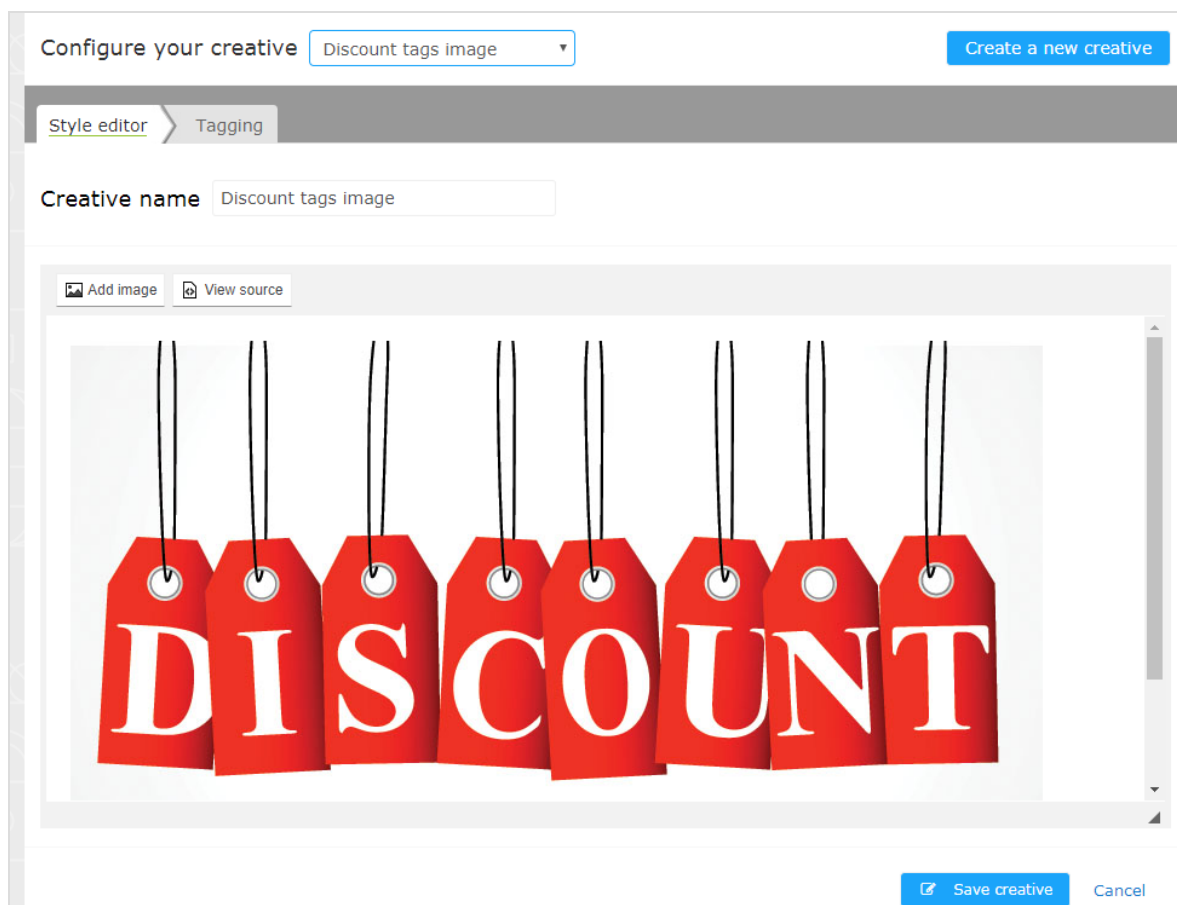 Configure your creative Discount tags image Create a new creative
Style editor Tagging
Creative name Discount tags image
Add image View source
DISCOUNT
Save creative Cancel